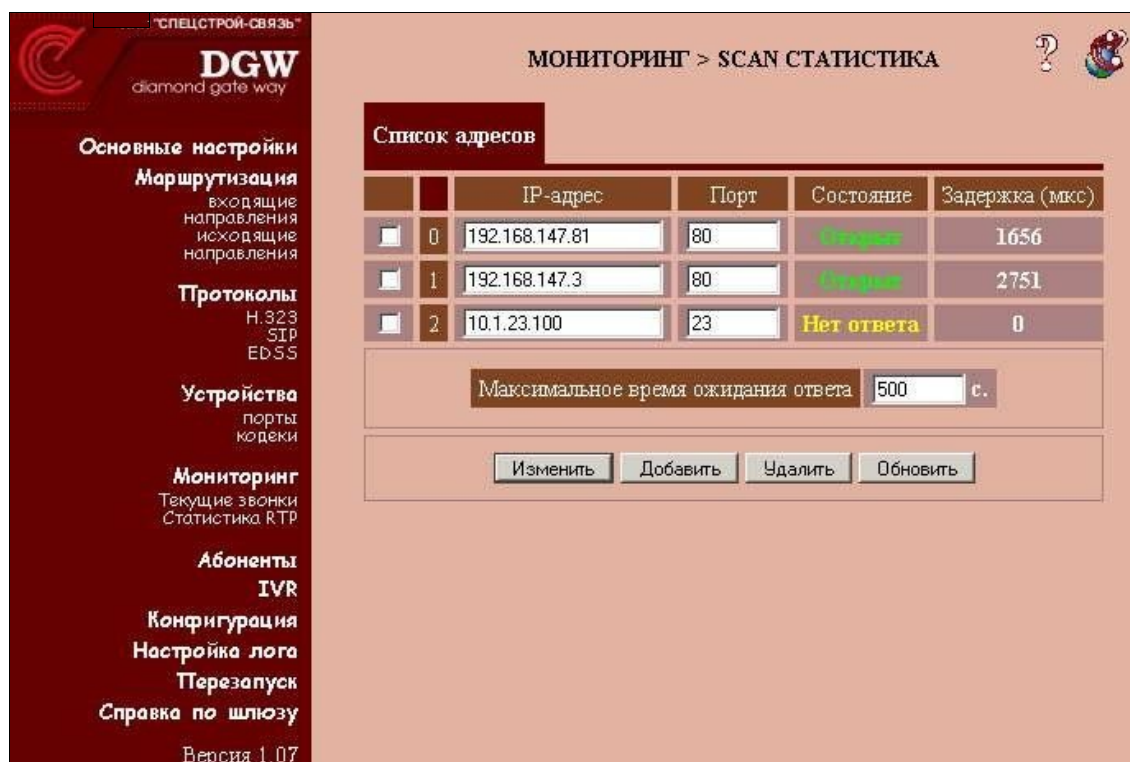 "СПЕЦСТРОЙ-СВЯЗЬ"
DGW
diamond gate way
Основные настройки
Маршрутизация
входящие
направления
исходящие
направления
Протоколы
H.323
SIP
EDSS
Устройства
порты
кодеки
Мониторинг
Текущие звонки
Статистика RTP
Абоненты
IVR
Конфигурация
Настройка лога
Перезапуск
Справка по шлюзу
Версия 1.07
МОНИТОРИНГ > SCAN СТАТИСТИКА
?
Список адресов
IP-адрес Порт Состояние Задержка (мкс)
0 192.168.147.81 80 Открыт 1656
1 192.168.147.3 80 Открыт 2751
2 10.1.23.100 23 Нет ответа 0
Максимальное время ожидания ответа 500 с.
Изменить Добавить Удалить Обновить